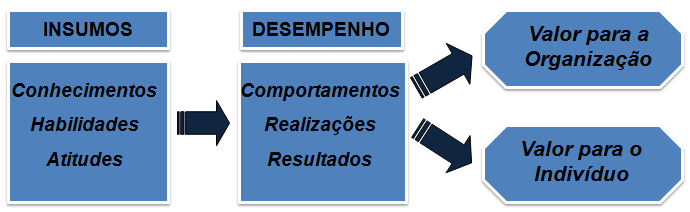 INSUMOS
Conhecimentos
Habilidades
Atitudes
DESEMPENHO
Comportamentos
Realizações
Resultados
Valor para a
Organização
Valor para o
Indivíduo